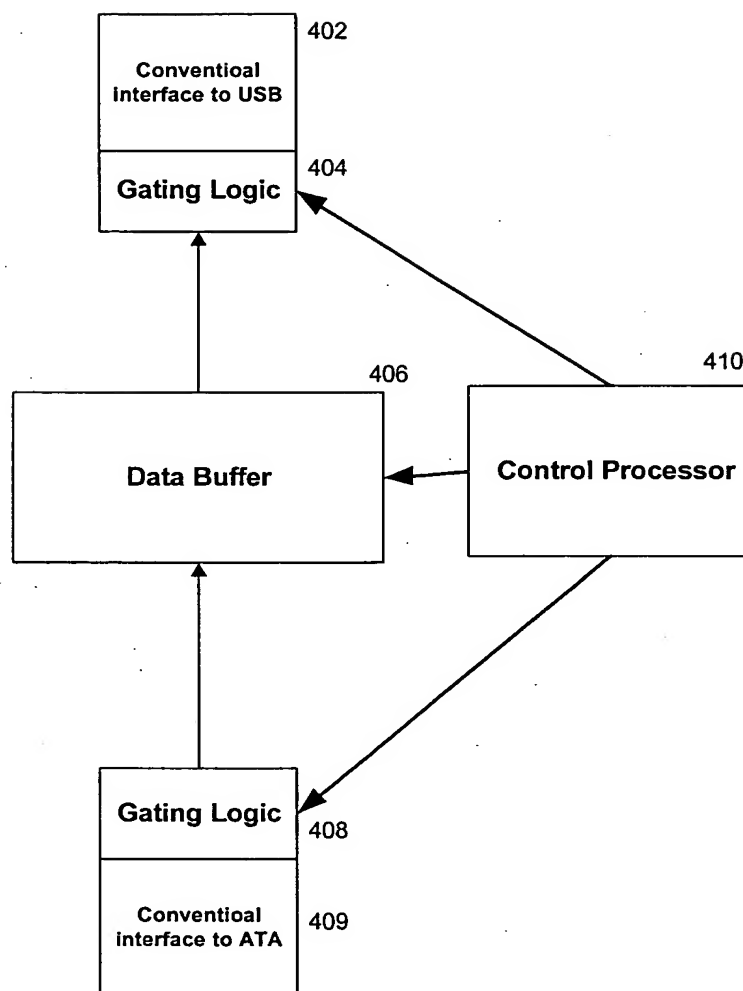 402
Conventioal
interface to USB
404
Gating Logic
406
410
Data Buffer
Control Processor
Gating Logic
408
Conventioal
interface to ATA
409